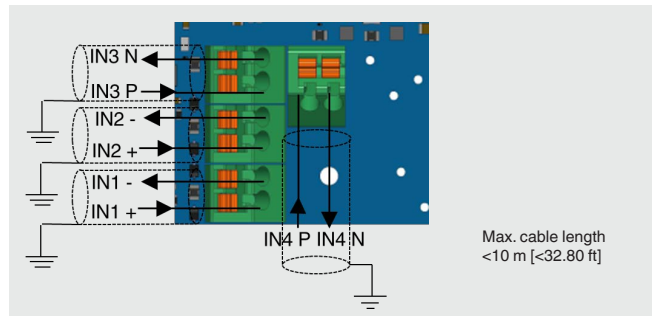 IN3 N
IN3 P
IN2 -
IN2 +
IN1 -
IN1 +
IN4 P IN4 N
Max. cable length
<10 m [<32.80 ft]